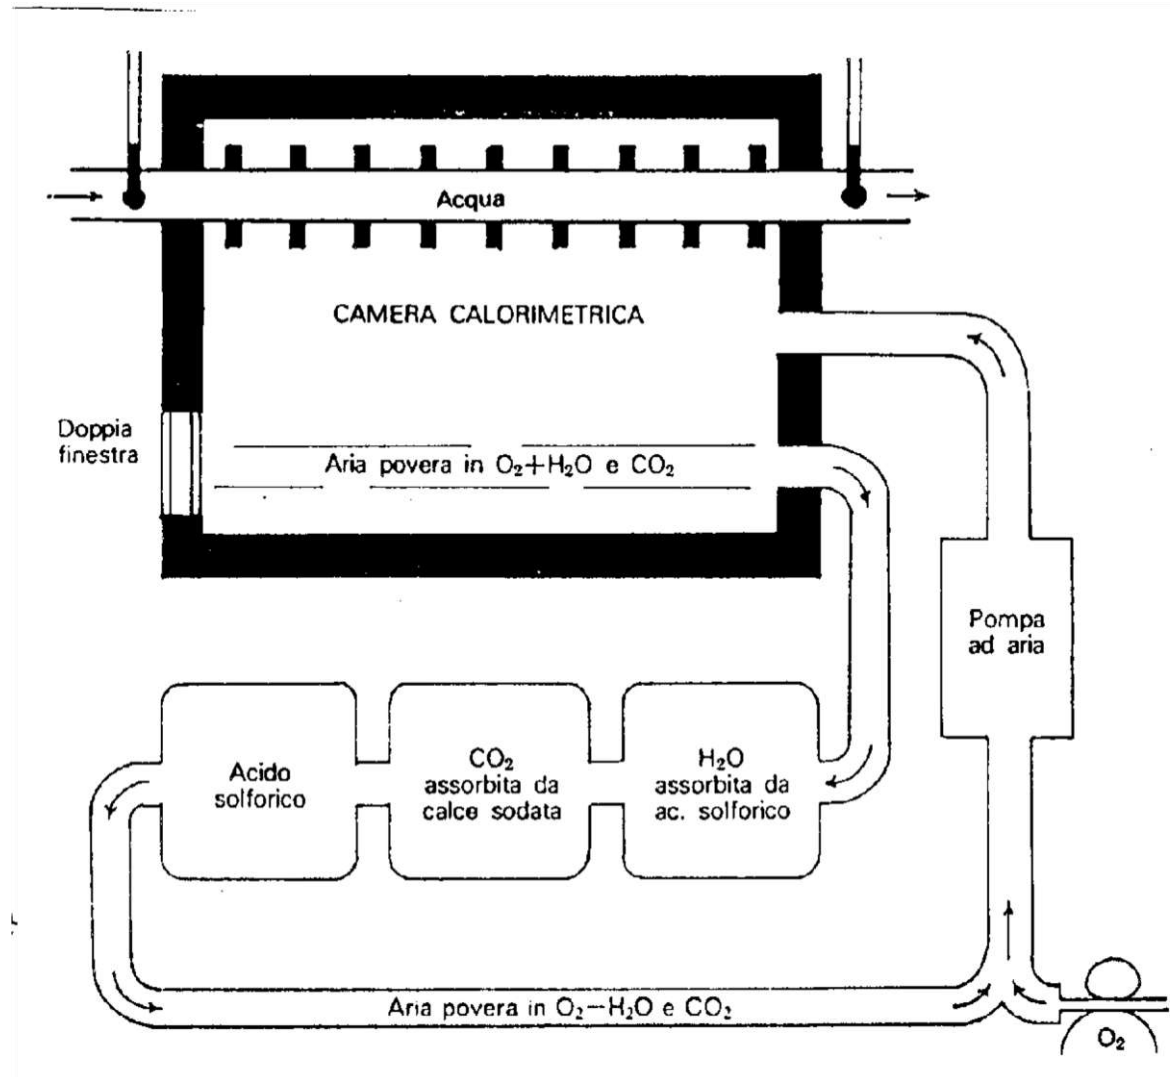 Acqua
CAMERA CALORIMETRICA
Doppia
finestra
Aria povera in O₂+H₂O e CO₂
Pompa
ad aria
Acido
solforico
CO₂
assorbita da
calce sodata
H₂O
assorbita da
ac. solforico
Aria povera in O₂−H₂O e CO₂
O₂